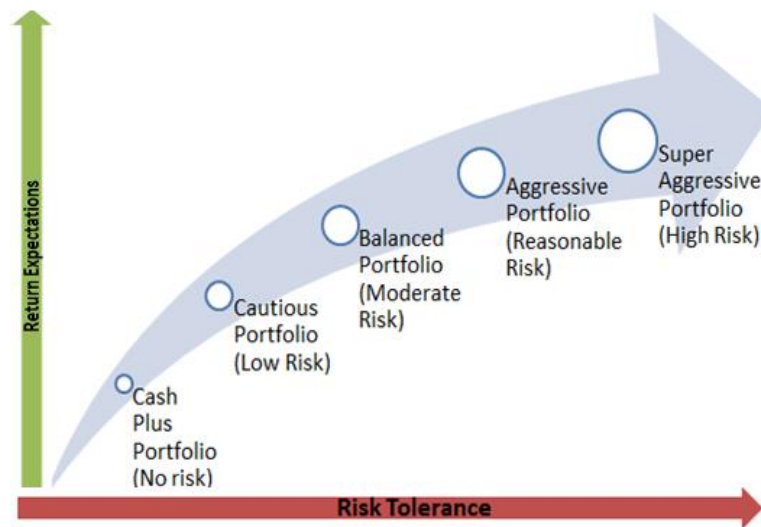 Return Expectations
Super
Aggressive
Portfolio
(High Risk)
Aggressive
Portfolio
(Reasonable
Risk)
Balanced
Portfolio
(Moderate
Risk)
Cautious
Portfolio
(Low Risk)
Cash
Plus
Portfolio
(No risk)
Risk Tolerance